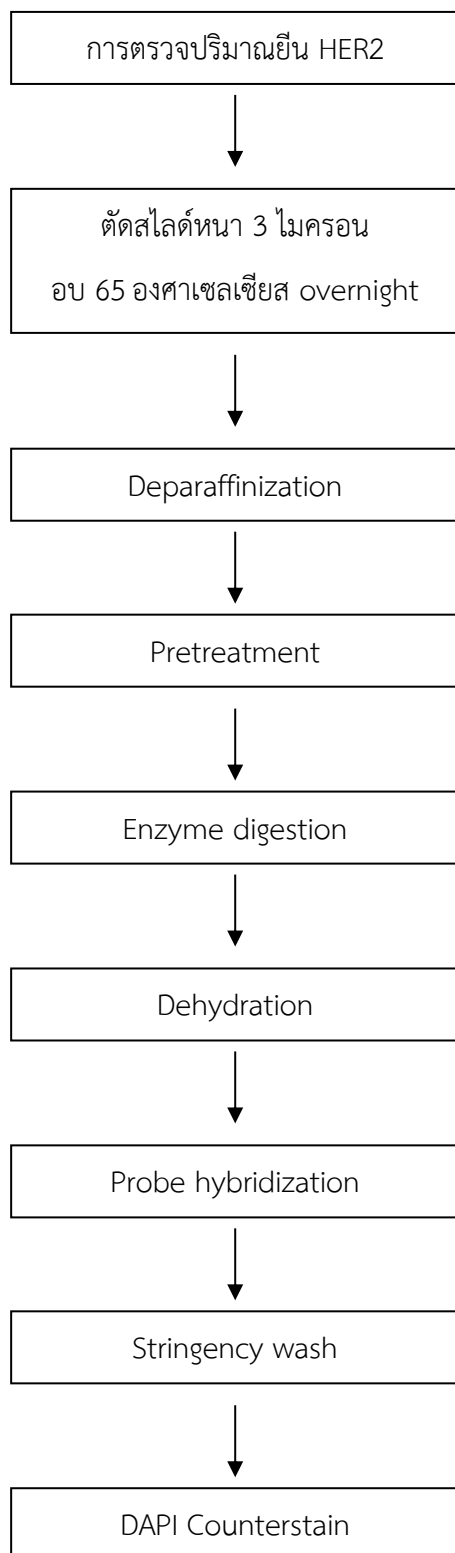 การตรวจปริมาณยีน HER2
ตัดสไลด์หนา 3 ไมครอน
อบ 65 องศาเซลเซียส overnight
Deparaffinization
Pretreatment
Enzyme digestion
Dehydration
Probe hybridization
Stringency wash
DAPI Counterstain